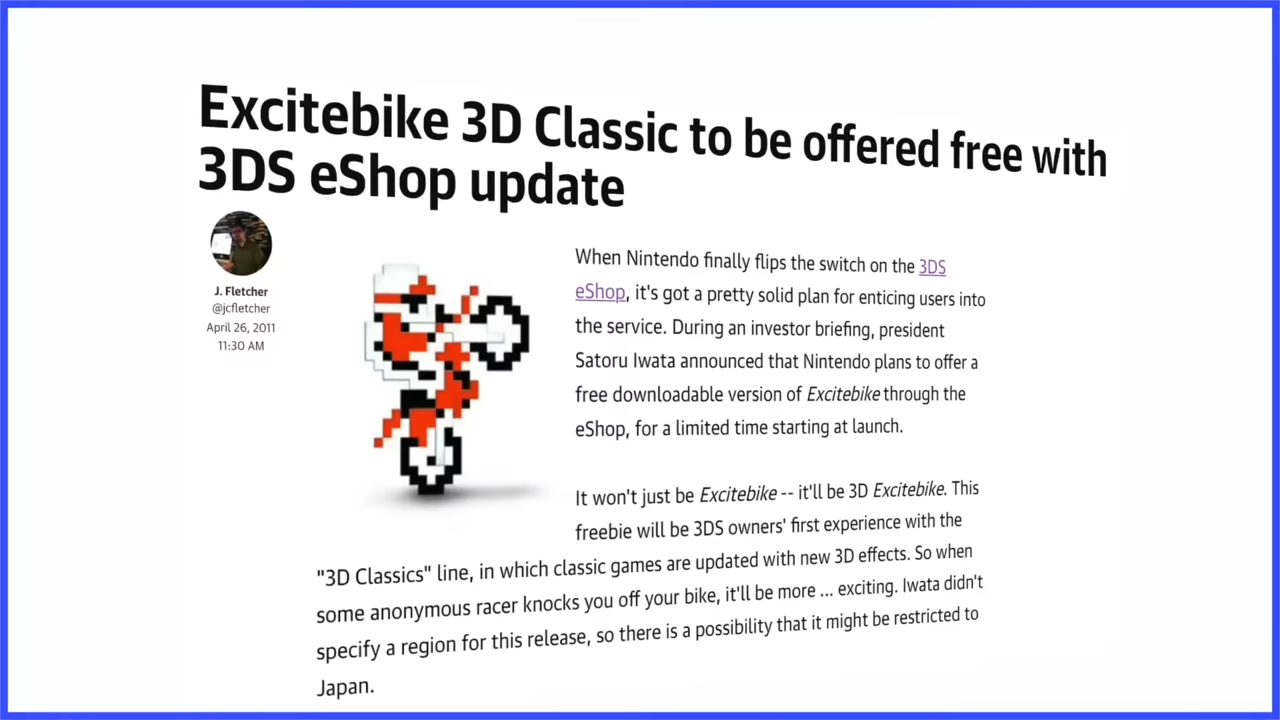 Excitebike 3D Classic to be offered free with
3DS eShop update
J. Fletcher
@jcfletcher
April 26, 2011
11:30 AM
When Nintendo finally flips the switch on the 3DS
eShop, it's got a pretty solid plan for enticing users into
the service. During an investor briefing, president
Satoru Iwata announced that Nintendo plans to offer a
free downloadable version of Excitebike through the
eShop, for a limited time starting at launch.
It won't just be Excitebike -- it'll be 3D Excitebike. This
freebie will be 3DS owners' first experience with the
"3D Classics" line, in which classic games are updated with new 3D effects. So when
some anonymous racer knocks you off your bike, it'll be more ... exciting. Iwata didn't
specify a region for this release, so there is a possibility that it might be restricted to
Japan.